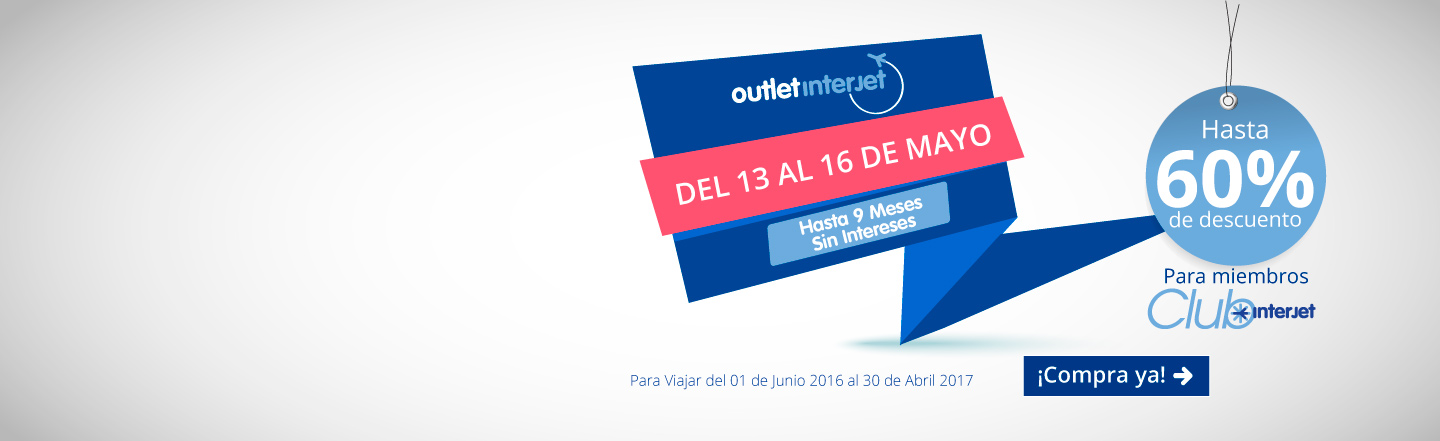 outlet interjet
DEL 13 AL 16 DE MAYO
Hasta 9 Meses
Sin Intereses
Hasta
60%
de descuento
Para miembros
Club interjet
Para Viajar del 01 de Junio 2016 al 30 de Abril 2017
¡Compra ya!